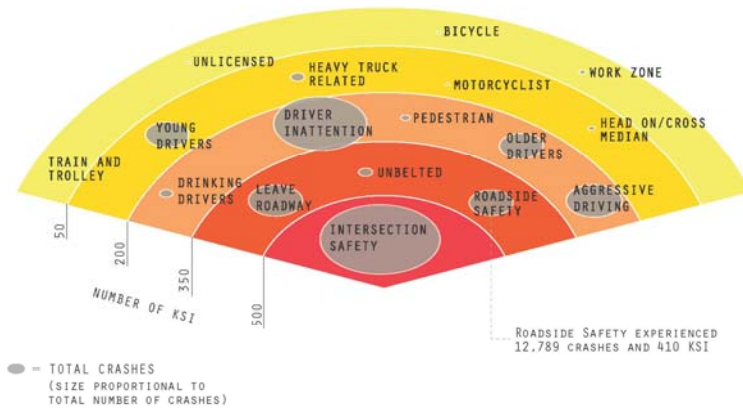 BICYCLE
UNLICENSED
HEAVY TRUCK
RELATED
WORK ZONE
MOTORCYCLIST
YOUNG
DRIVERS
DRIVER
INATTENTION
PEDESTRIAN
HEAD ON/CROSS
MEDIAN
OLDER
DRIVERS
TRAIN AND
TROLLEY
DRINKING
DRIVERS
UNBELTED
LEAVE
ROADWAY
ROADSIDE
SAFETY
AGGRESSIVE
DRIVING
INTERSECTION
SAFETY
50
200
350
500
NUMBER OF KSI
ROADSIDE SAFETY EXPERIENCED
12,789 CRASHES AND 410 KSI
= TOTAL CRASHES
(SIZE PROPORTIONAL TO
TOTAL NUMBER OF CRASHES)